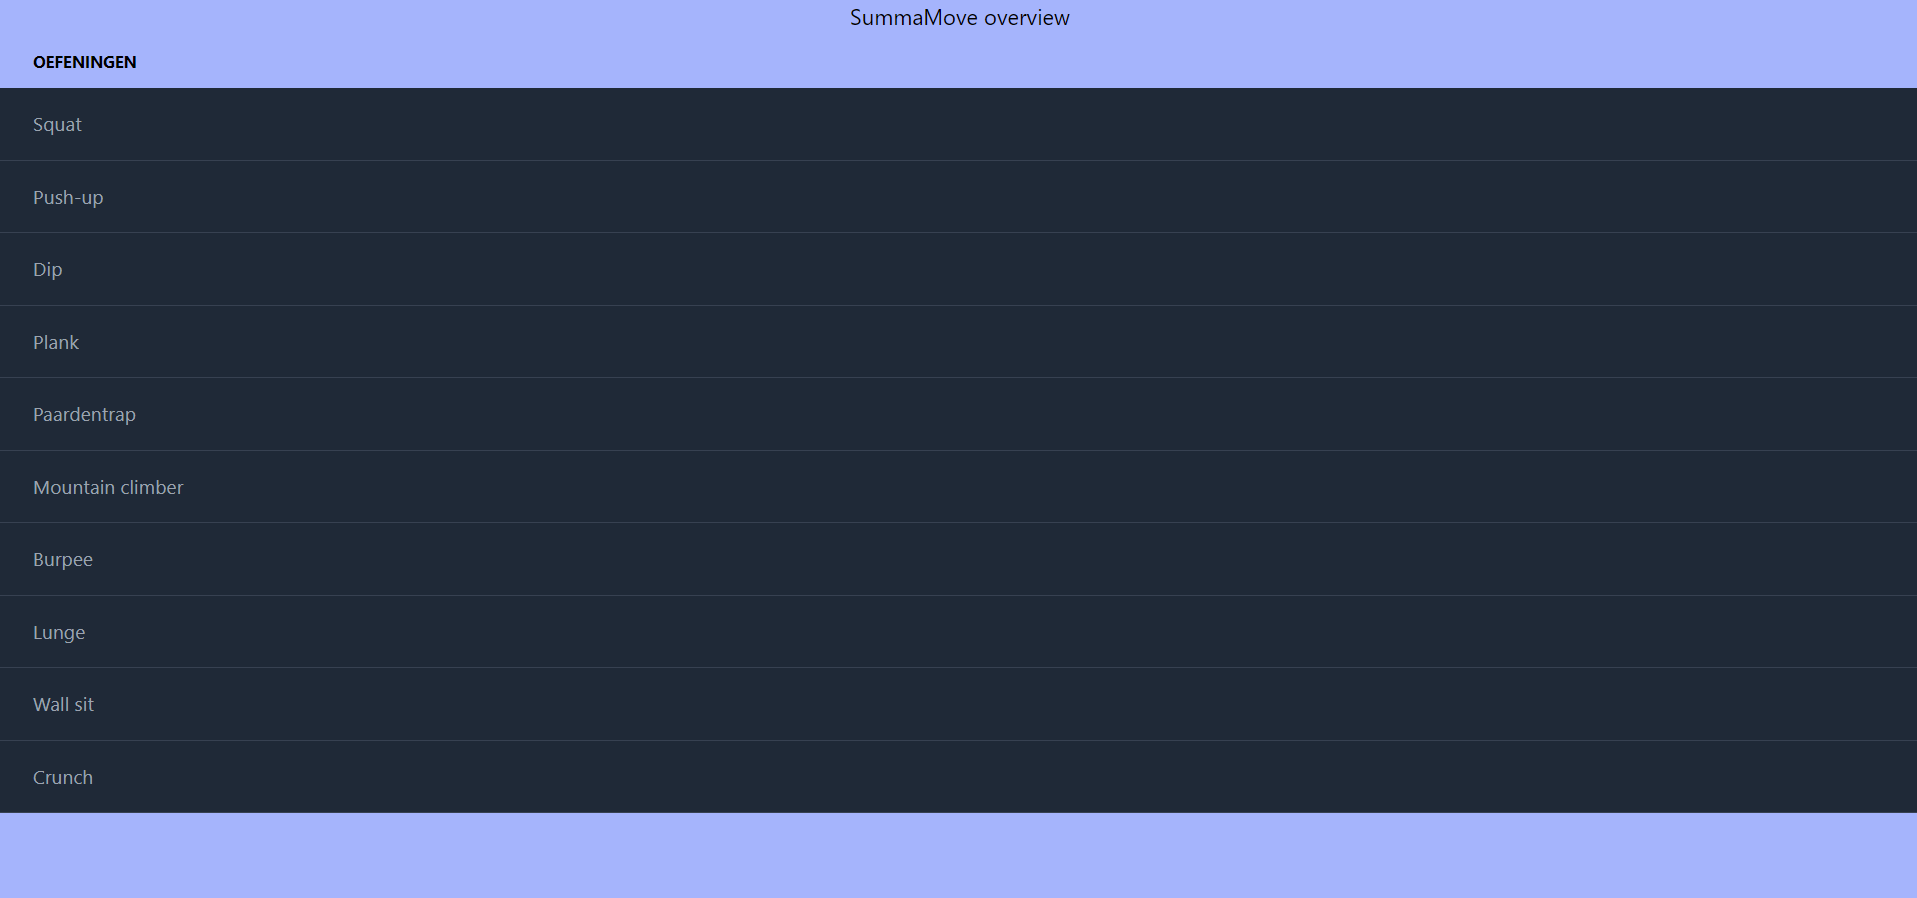 SummaMove overview
OEFENINGEN
Squat
Push-up
Dip
Plank
Paardentrap
Mountain climber
Burpee
Lunge
Wall sit
Crunch